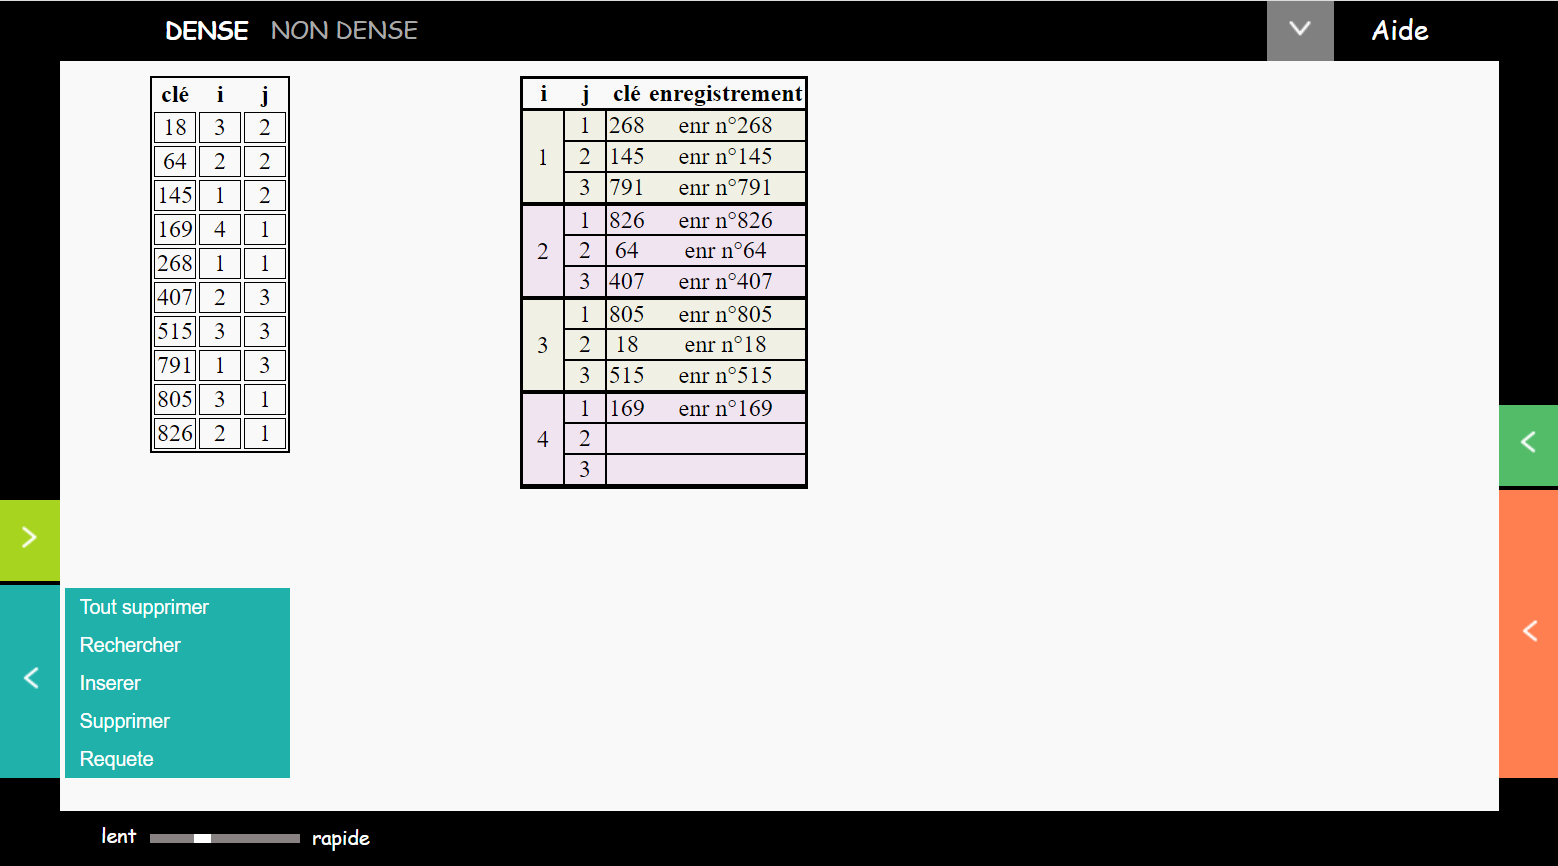 DENSE NON DENSE
Aide
clé i j
18 3 2
64 2 2
145 1 2
169 4 1
268 1 1
407 2 3
515 3 3
791 1 3
805 3 1
826 2 1
i j clé enregistrement
1
1 268 enr n°268
2 145 enr n°145
3 791 enr n°791
2
1 826 enr n°826
2 64 enr n°64
3 407 enr n°407
3
1 805 enr n°805
2 18 enr n°18
3 515 enr n°515
4
1 169 enr n°169
2
3
Tout supprimer
Rechercher
Inserer
Supprimer
Requete
lent rapide